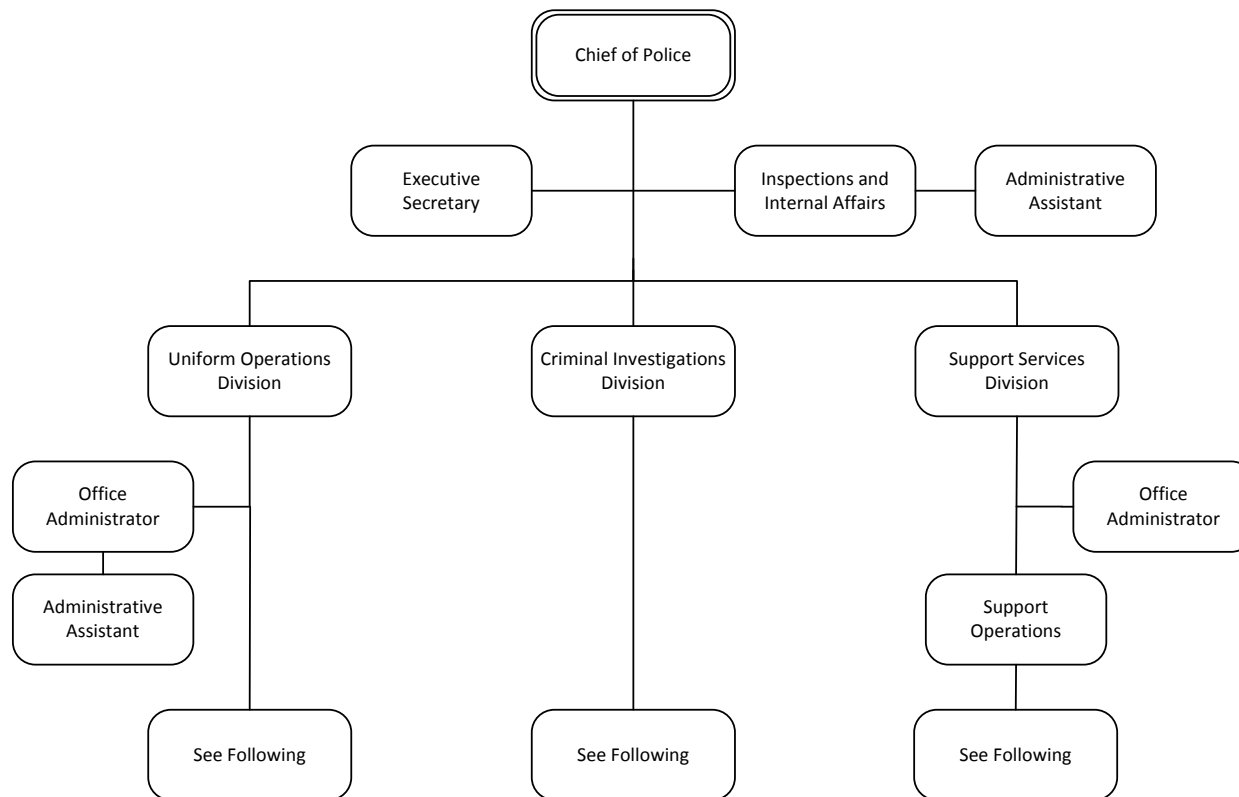 Chief of Police
Executive
Secretary
Inspections and
Internal Affairs
Administrative
Assistant
Uniform Operations
Division
Criminal Investigations
Division
Support Services
Division
Office
Administrator
Office
Administrator
Administrative
Assistant
Support
Operations
See Following
See Following
See Following